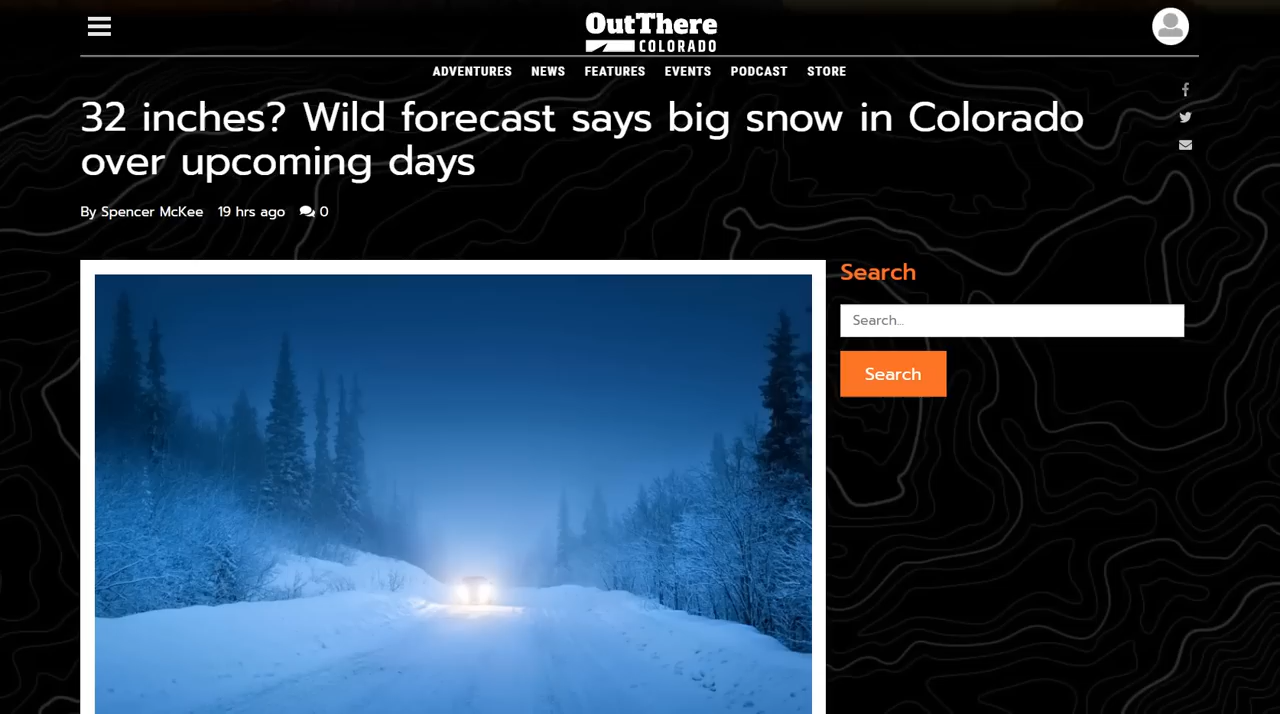 OutThere
COLORADO
ADVENTURES NEWS FEATURES EVENTS PODCAST STORE
32 inches? Wild forecast says big snow in Colorado
over upcoming days
By Spencer McKee 19 hrs ago 0
Search
Search...
Search